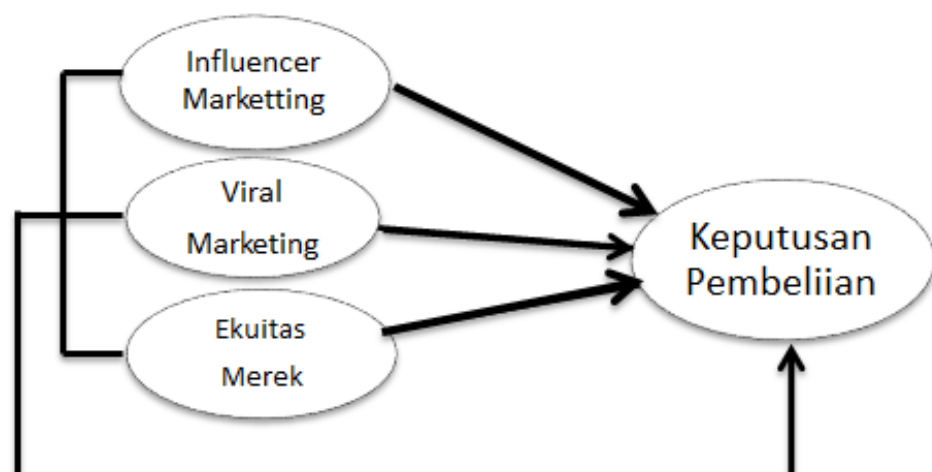 Influencer
Marketting
Viral
Marketing
Ekuitas
Merek
Keputusan
Pembeliian